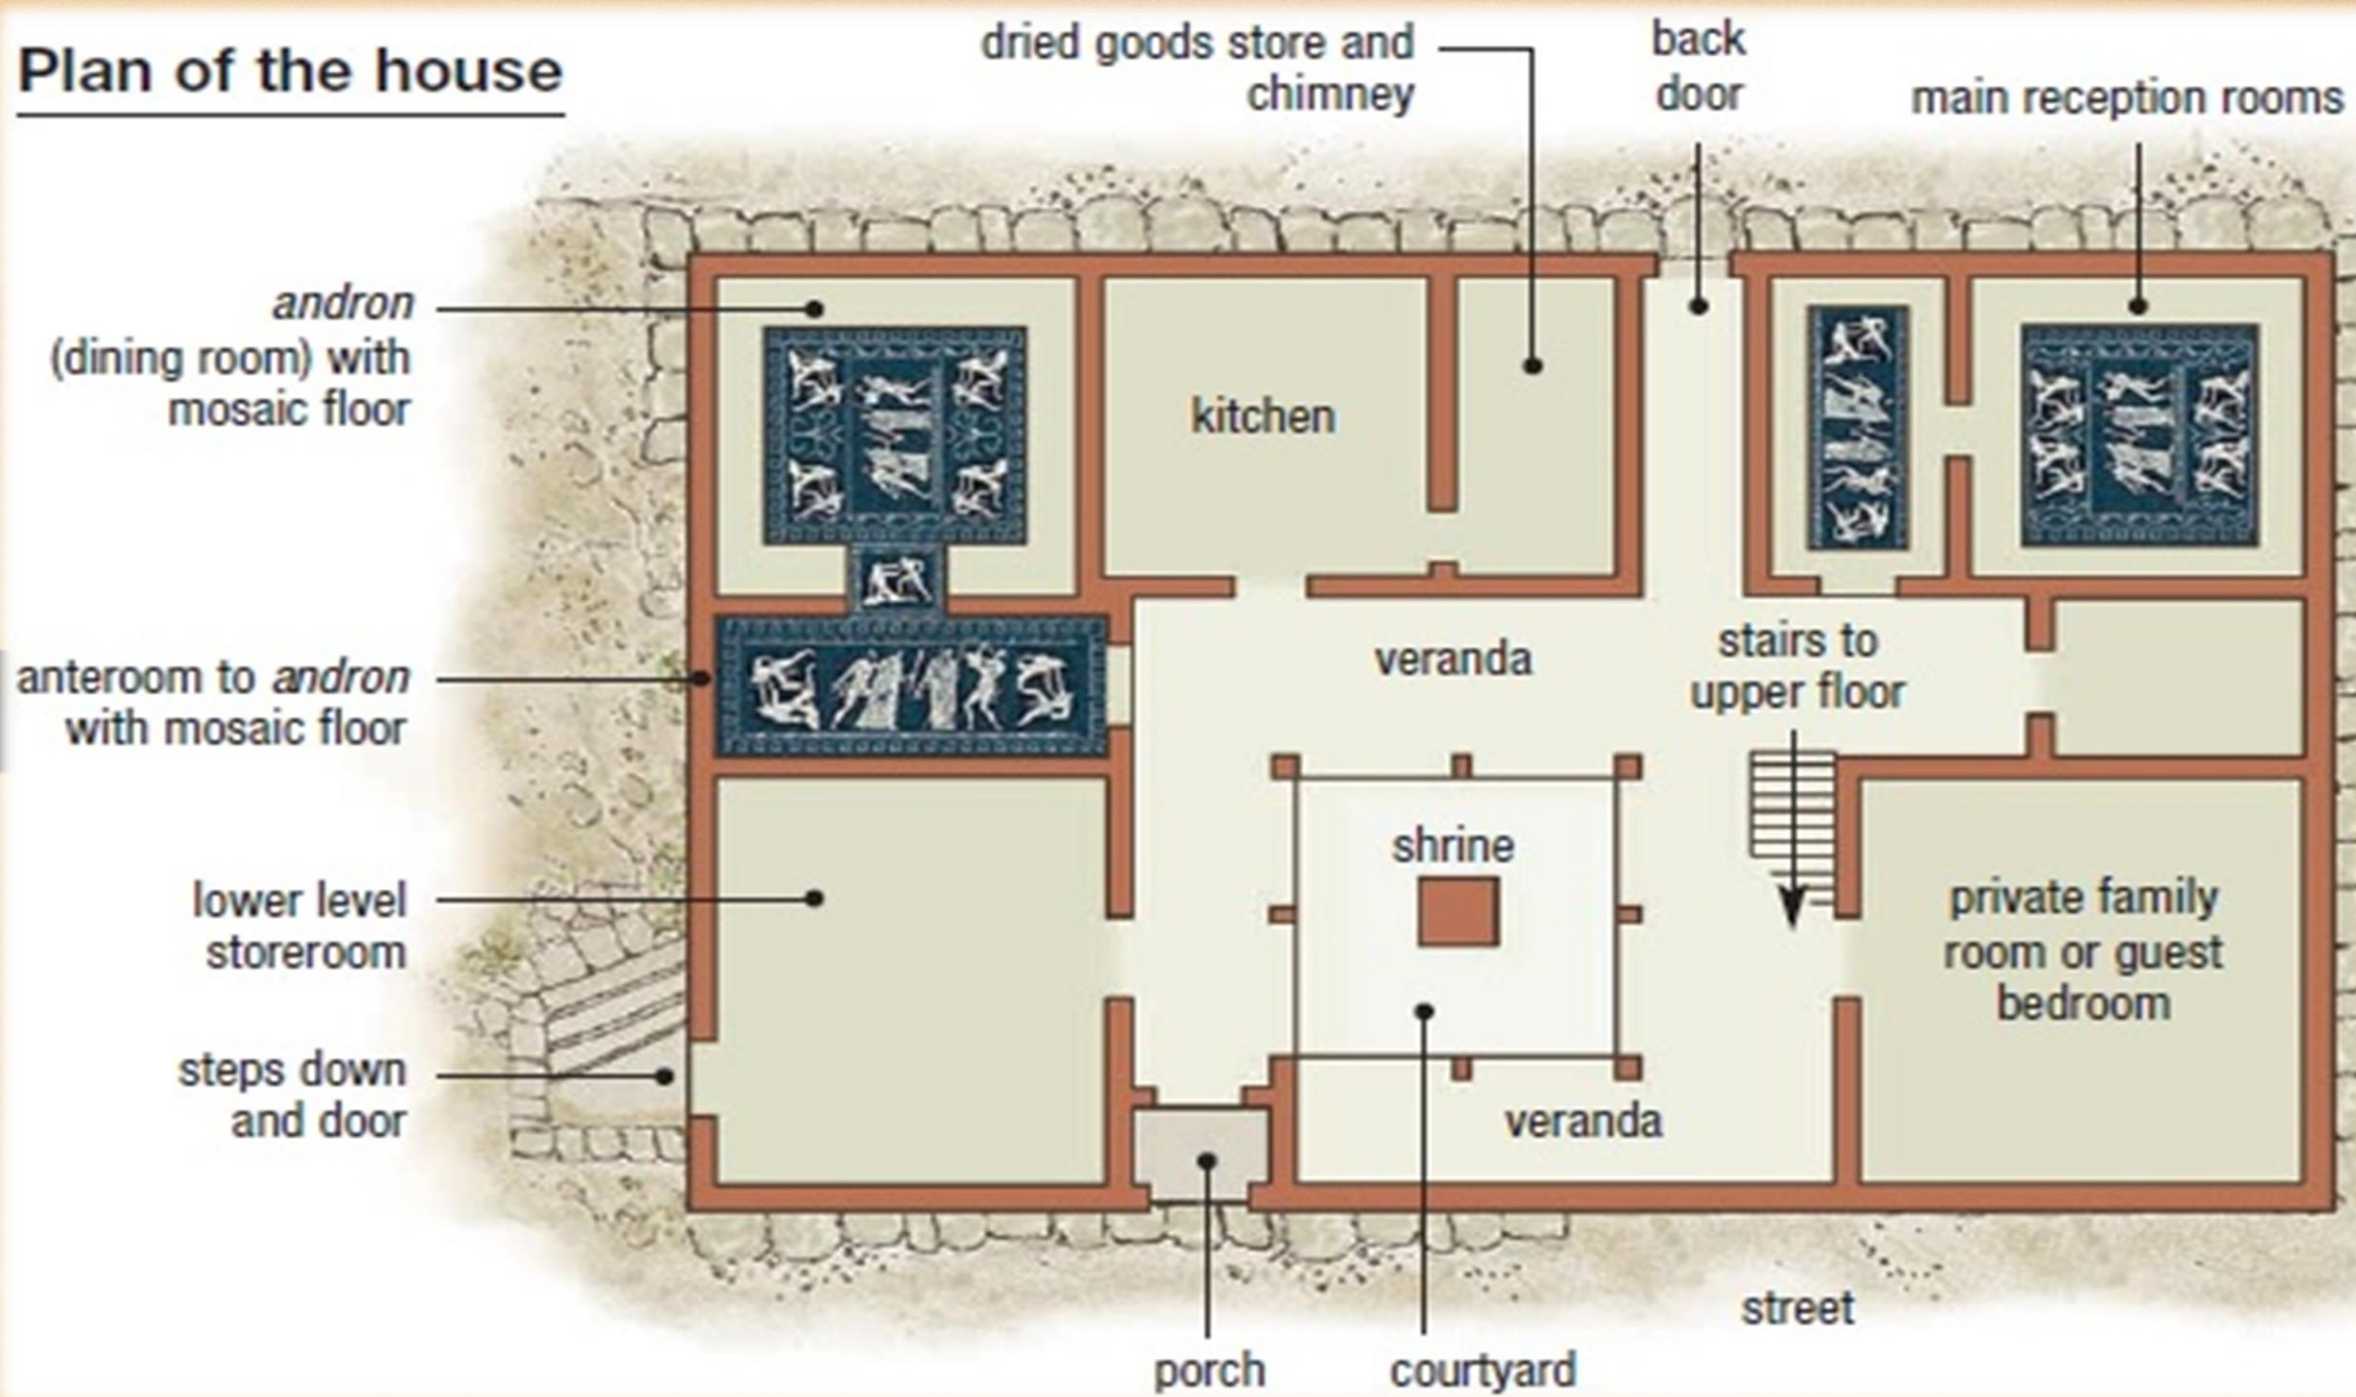 Plan of the house
dried goods store and
chimney
back
door
main reception rooms
andron
(dining room) with
mosaic floor
kitchen
anteroom to andron
with mosaic floor
veranda
stairs to
upper floor
lower level
storeroom
shrine
private family
room or guest
bedroom
steps down
and door
veranda
street
porch
courtyard